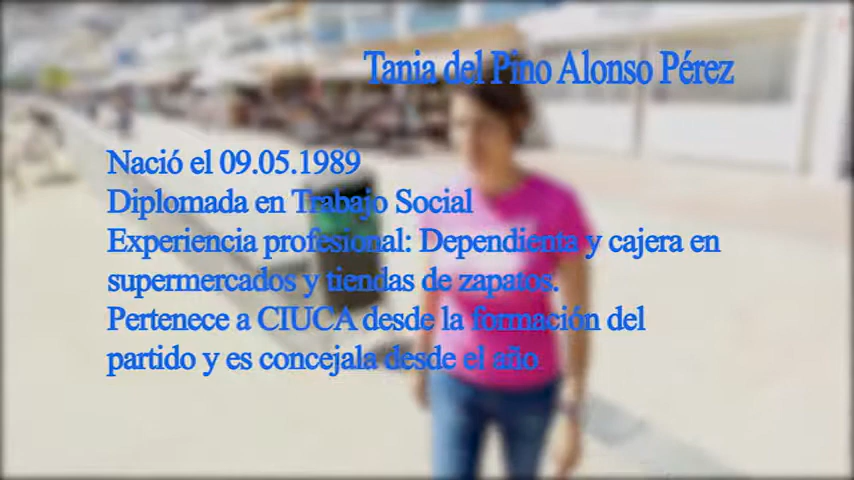 Tania del Pino Alonso Pérez
Nació el 09.05.1989
Diplomada en Trabajo Social
Experiencia profesional: Dependienta y cajera en
supermercados y tiendas de zapatos.
Pertenece a CIUCA desde la formación del
partido y es concejala desde el año